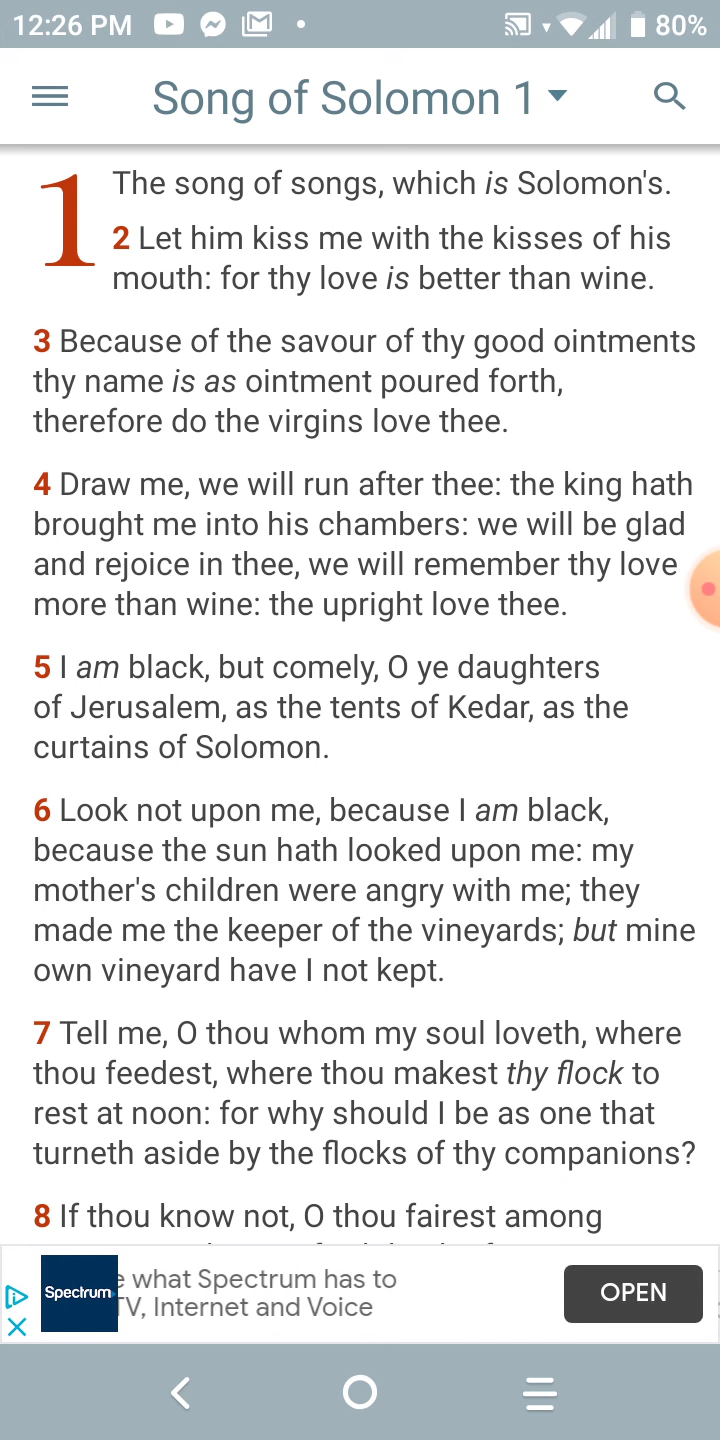 12:26 PM
80%
Song of Solomon 1
1 The song of songs, which is Solomon's.
2 Let him kiss me with the kisses of his
mouth: for thy love is better than wine.
3 Because of the savour of thy good ointments
thy name is as ointment poured forth,
therefore do the virgins love thee.
4 Draw me, we will run after thee: the king hath
brought me into his chambers: we will be glad
and rejoice in thee, we will remember thy love
more than wine: the upright love thee.
5 I am black, but comely, O ye daughters
of Jerusalem, as the tents of Kedar, as the
curtains of Solomon.
6 Look not upon me, because I am black,
because the sun hath looked upon me: my
mother's children were angry with me; they
made me the keeper of the vineyards; but mine
own vineyard have I not kept.
7 Tell me, O thou whom my soul loveth, where
thou feedest, where thou makest thy flock to
rest at noon: for why should I be as one that
turneth aside by the flocks of thy companions?
8 If thou know not, O thou fairest among
Spectrum
what Spectrum has to
TV, Internet and Voice
OPEN